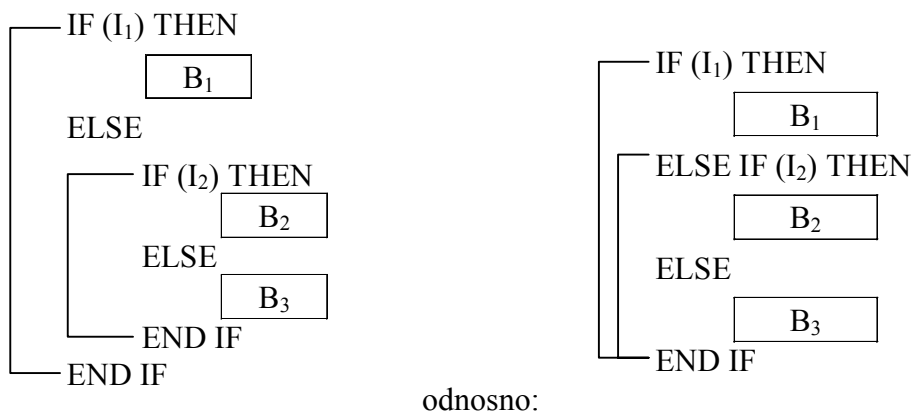 IF (I₁) THEN
B₁
ELSE
IF (I₂) THEN
B₂
ELSE
B₃
END IF
END IF
odnosno:
IF (I₁) THEN
B₁
ELSE IF (I₂) THEN
B₂
ELSE
B₃
END IF